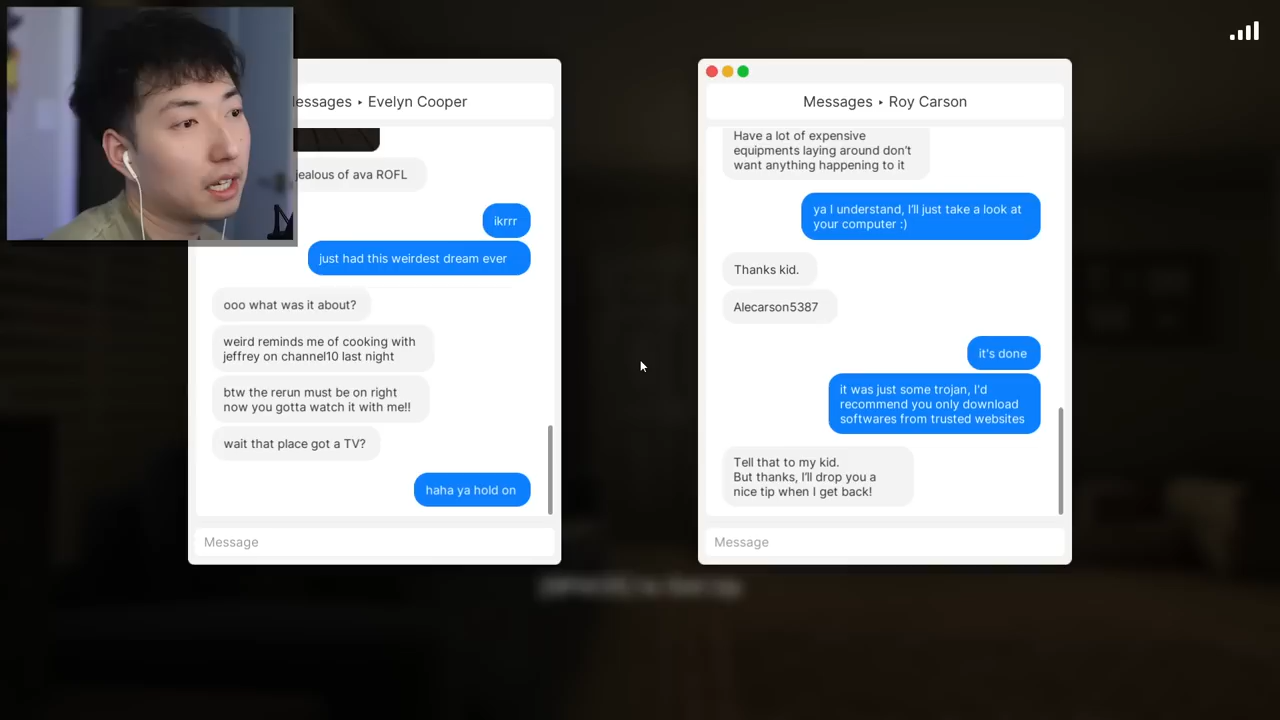 essages ▸ Evelyn Cooper
jealous of ava ROFL
ikrrr
just had this weirdest dream ever
ooo what was it about?
weird reminds me of cooking with
jeffrey on channel10 last night
btw the rerun must be on right
now you gotta watch it with me!!
wait that place got a TV?
haha ya hold on
Message
Messages ▸ Roy Carson
Have a lot of expensive
equipments laying around don't
want anything happening to it
ya I understand, I'll just take a look at
your computer :)
Thanks kid.
Alecarson5387
it's done
it was just some trojan, I'd
recommend you only download
softwares from trusted websites
Tell that to my kid.
But thanks, I'll drop you a
nice tip when I get back!
Message